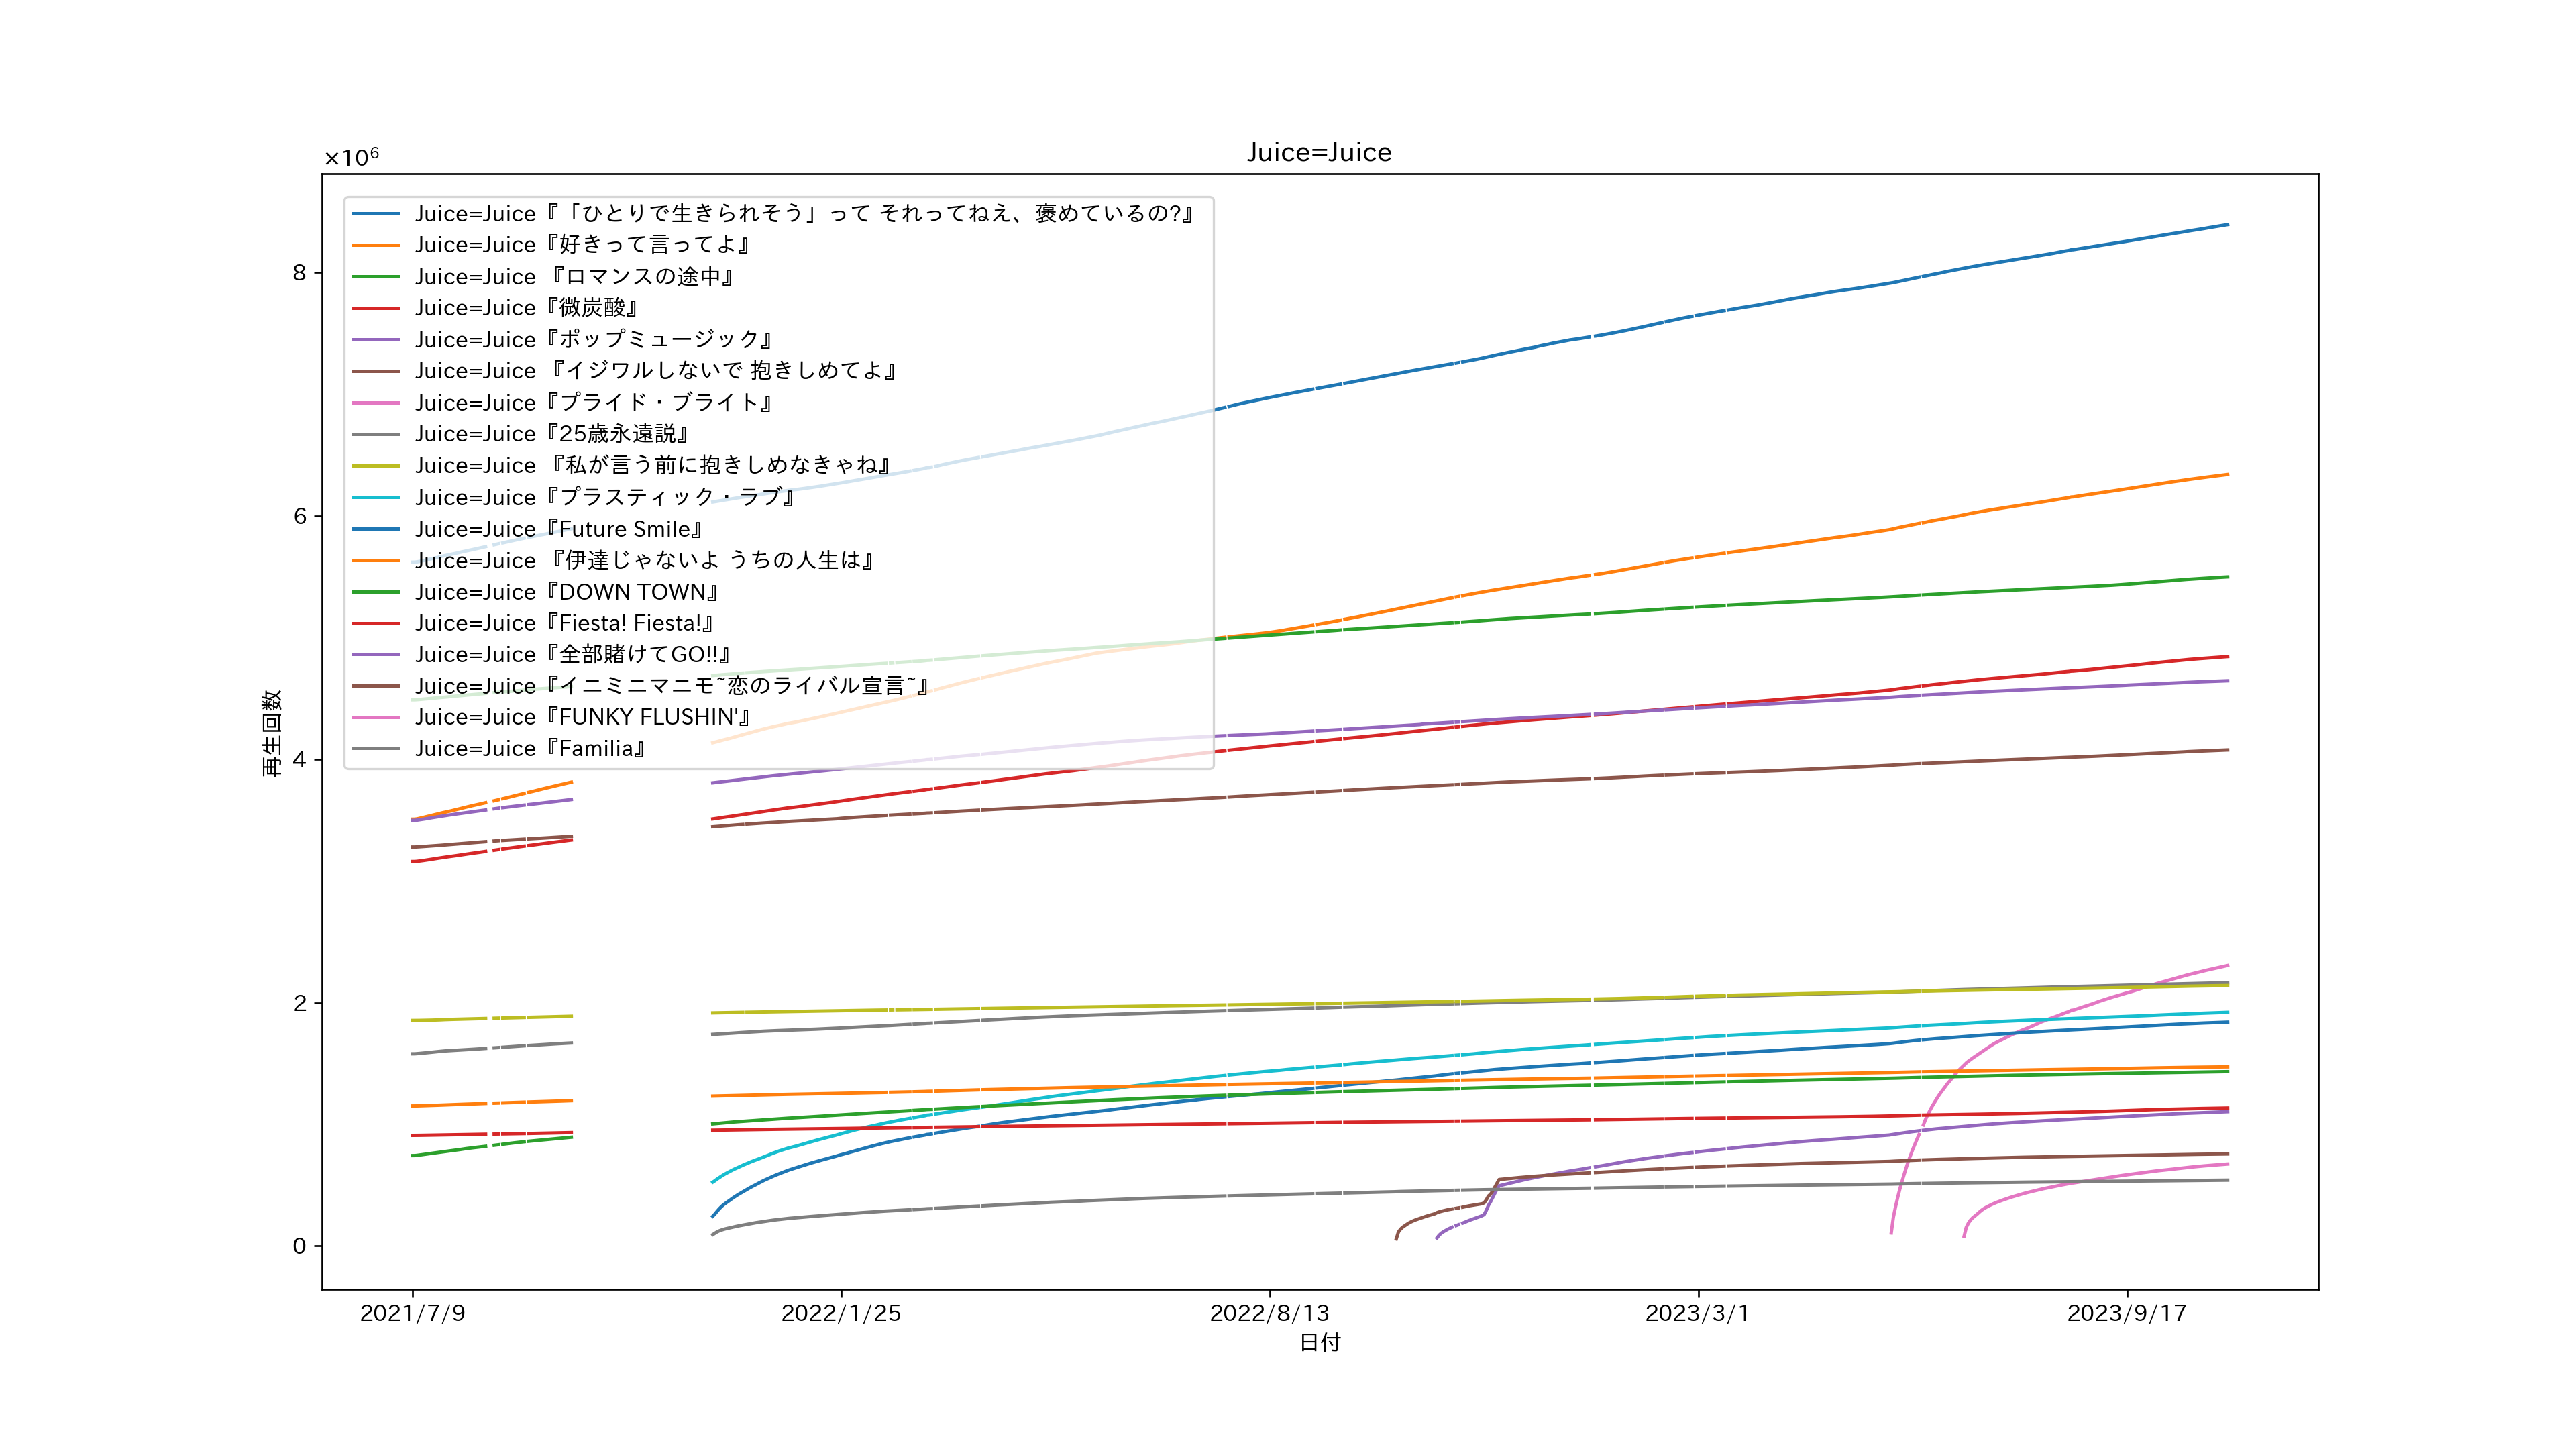 Juice=Juice
×10⁶
Juice=Juice『「ひとりで生きられそう」って それってねえ、褒めているの?』
Juice=Juice『好きって言ってよ』
Juice=Juice 『ロマンスの途中』
Juice=Juice『微炭酸』
Juice=Juice『ポップミュージック』
Juice=Juice 『イジワルしないで 抱きしめてよ』
Juice=Juice『プライド・ブライト』
Juice=Juice『25歳永遠説』
Juice=Juice 『私が言う前に抱きしめなきゃね』
Juice=Juice『プラスティック・ラブ』
Juice=Juice『Future Smile』
Juice=Juice 『伊達じゃないよ うちの人生は』
Juice=Juice『DOWN TOWN』
Juice=Juice『Fiesta! Fiesta!』
Juice=Juice『全部賭けてGO!!』
Juice=Juice『イニミニマニモ~恋のライバル宣言~』
Juice=Juice『FUNKY FLUSHIN'』
Juice=Juice『Familia』
8
6
4
2
0
再生回数
2021/7/9
2022/1/25
2022/8/13
2023/3/1
2023/9/17
日付